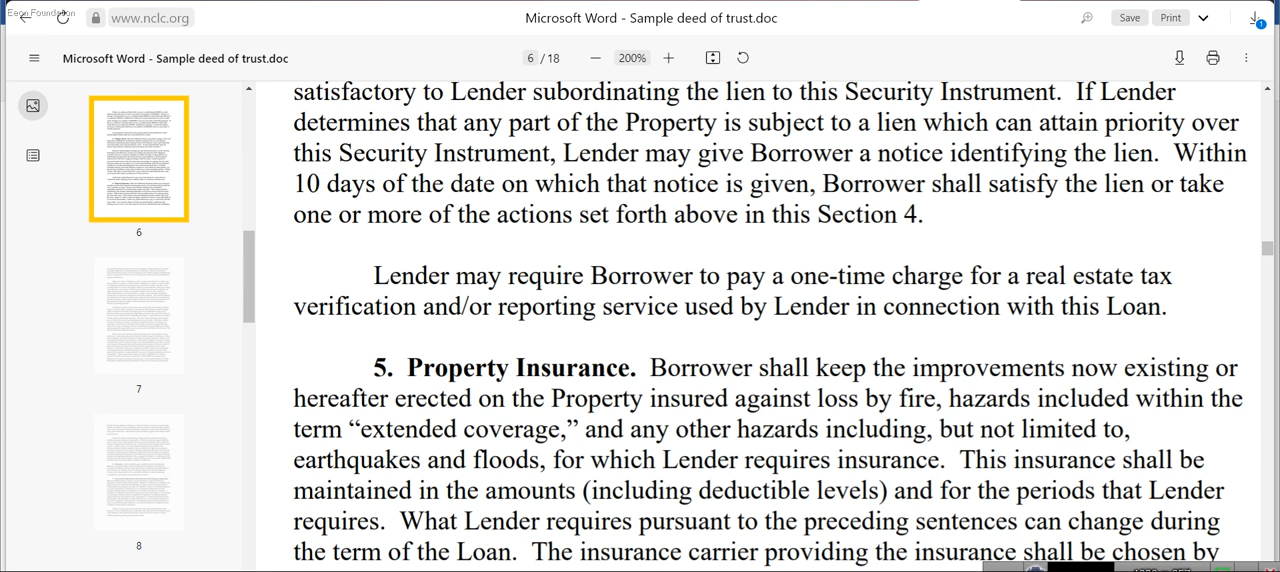 Eeon Foundation
www.nclc.org
Microsoft Word - Sample deed of trust.doc
Save
Print
1
Microsoft Word - Sample deed of trust.doc
6 / 18
200%
satisfactory to Lender subordinating the lien to this Security Instrument. If Lender
determines that any part of the Property is subject to a lien which can attain priority over
this Security Instrument, Lender may give Borrower a notice identifying the lien. Within
10 days of the date on which that notice is given, Borrower shall satisfy the lien or take
one or more of the actions set forth above in this Section 4.
Lender may require Borrower to pay a one-time charge for a real estate tax
verification and/or reporting service used by Lender in connection with this Loan.
5. Property Insurance. Borrower shall keep the improvements now existing or
hereafter erected on the Property insured against loss by fire, hazards included within the
term “extended coverage,” and any other hazards including, but not limited to,
earthquakes and floods, for which Lender requires insurance. This insurance shall be
maintained in the amounts (including deductible levels) and for the periods that Lender
requires. What Lender requires pursuant to the preceding sentences can change during
the term of the Loan. The insurance carrier providing the insurance shall be chosen by
6
7
8